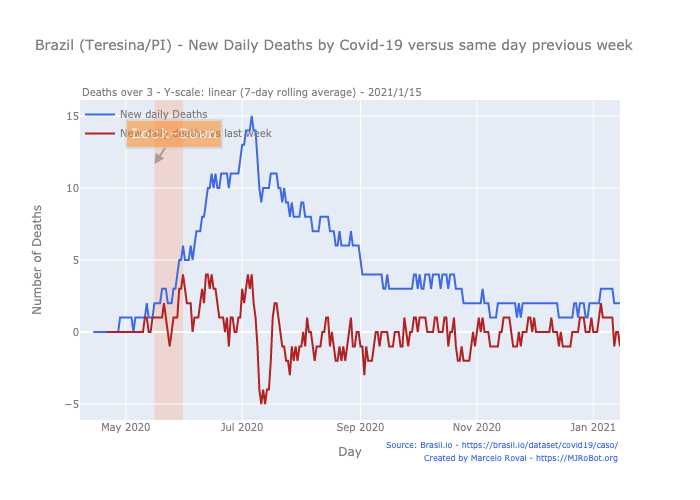 Brazil (Teresina/PI) - New Daily Deaths by Covid-19 versus same day previous week
Deaths over 3 - Y-scale: linear (7-day rolling average) - 2021/1/15
New daily Deaths
New daily deaths vs last week
Lock Down
Number of Deaths
15
10
5
0
−5
May 2020
Jul 2020
Sep 2020
Nov 2020
Jan 2021
Day
Source: Brasil.io - https://brasil.io/dataset/covid19/caso/
Created by Marcelo Rovai - https://MJRoBot.org